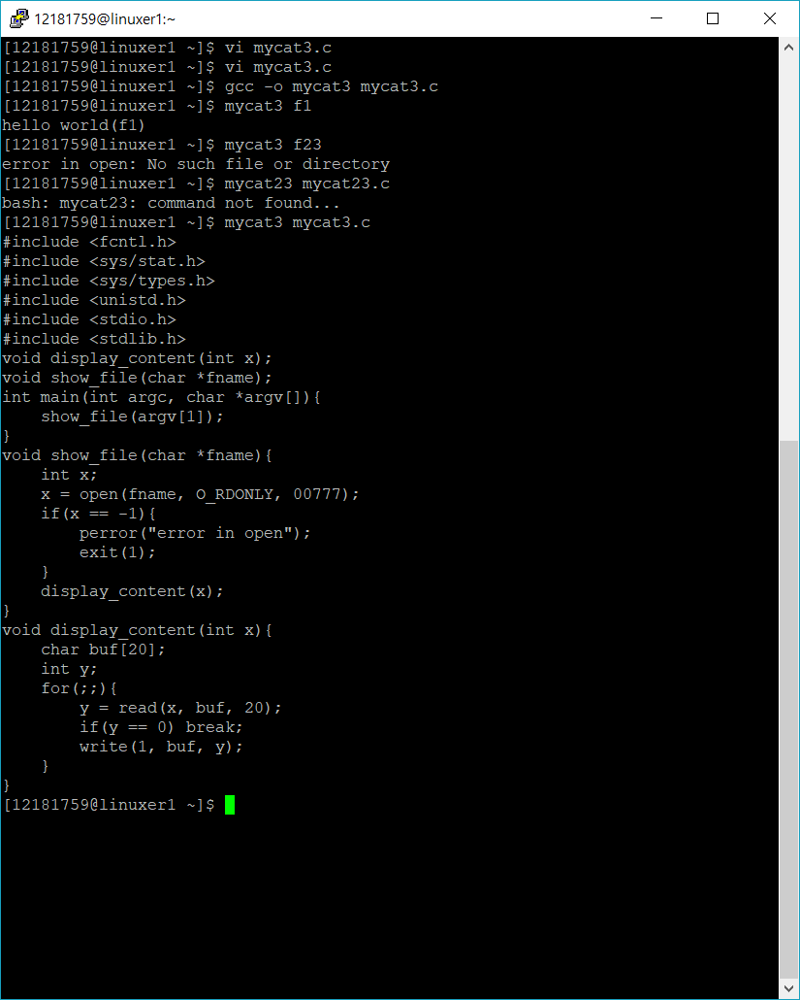 12181759@linuxer1:~
[12181759@linuxer1 ~]$ vi mycat3.c
[12181759@linuxer1 ~]$ vi mycat3.c
[12181759@linuxer1 ~]$ gcc -o mycat3 mycat3.c
[12181759@linuxer1 ~]$ mycat3 f1
hello world(f1)
[12181759@linuxer1 ~]$ mycat3 f23
error in open: No such file or directory
[12181759@linuxer1 ~]$ mycat23 mycat23.c
bash: mycat23: command not found...
[12181759@linuxer1 ~]$ mycat3 mycat3.c
#include <fcntl.h>
#include <sys/stat.h>
#include <sys/types.h>
#include <unistd.h>
#include <stdio.h>
#include <stdlib.h>
void display_content(int x);
void show_file(char *fname);
int main(int argc, char *argv[]){
    show_file(argv[1]);
}
void show_file(char *fname){
    int x;
    x = open(fname, O_RDONLY, 00777);
    if(x == -1){
        perror("error in open");
        exit(1);
    }
    display_content(x);
}
void display_content(int x){
    char buf[20];
    int y;
    for(;;){
        y = read(x, buf, 20);
        if(y == 0) break;
        write(1, buf, y);
    }
}
[12181759@linuxer1 ~]$